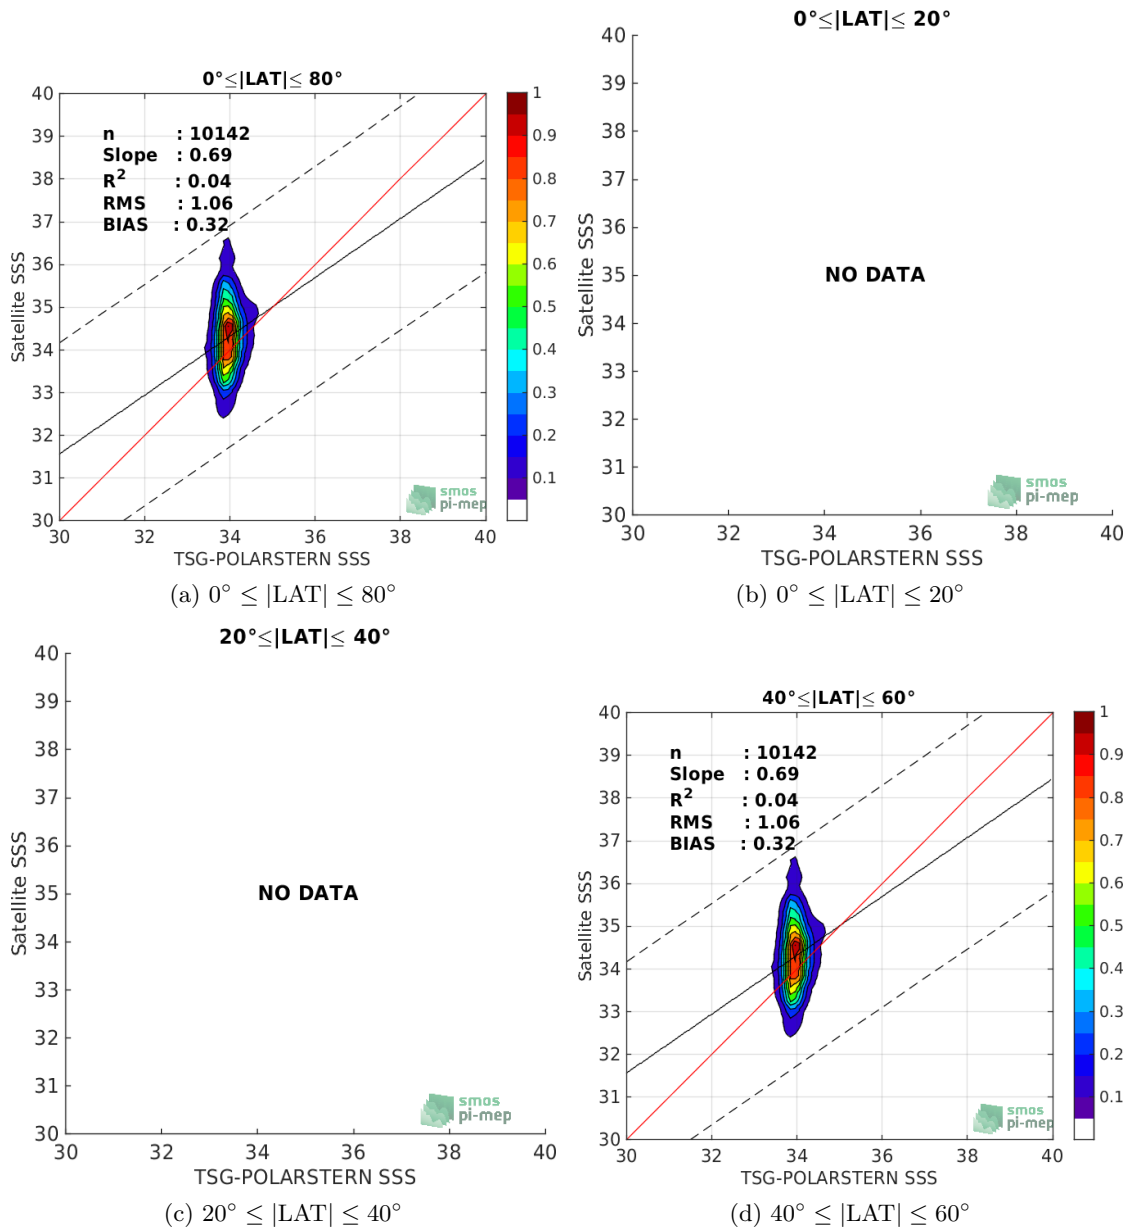 0°≤|LAT|≤ 80°
40
39
38
37
36
35
34
33
32
31
30
n : 10142
Slope : 0.69
R2 : 0.04
RMS : 1.06
BIAS : 0.32
Satellite SSS
30 32 34 36 38 40
TSG-POLARSTERN SSS
1
0.9
0.8
0.7
0.6
0.5
0.4
0.3
0.2
0.1
smos
pi-mep
(a) 0° ≤ |LAT| ≤ 80°
0°≤|LAT|≤ 20°
40
39
38
37
36
35
34
33
32
31
30
Satellite SSS
NO DATA
smos
pi-mep
30 32 34 36 38 40
TSG-POLARSTERN SSS
(b) 0° ≤ |LAT| ≤ 20°
20°≤|LAT|≤ 40°
40
39
38
37
36
35
34
33
32
31
30
Satellite SSS
NO DATA
smos
pi-mep
30 32 34 36 38 40
TSG-POLARSTERN SSS
(c) 20° ≤ |LAT| ≤ 40°
40°≤|LAT|≤ 60°
40
39
38
37
36
35
34
33
32
31
30
n : 10142
Slope : 0.69
R2 : 0.04
RMS : 1.06
BIAS : 0.32
Satellite SSS
30 32 34 36 38 40
TSG-POLARSTERN SSS
1
0.9
0.8
0.7
0.6
0.5
0.4
0.3
0.2
0.1
smos
pi-mep
(d) 40° ≤ |LAT| ≤ 60°